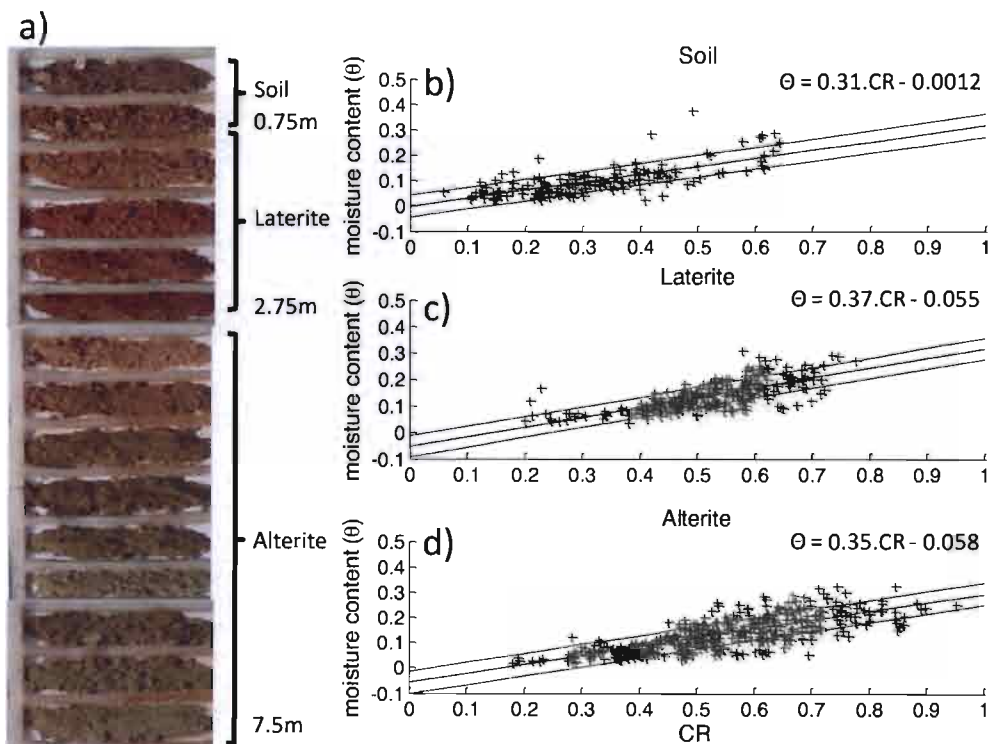 a)
Soil
0.75m
Laterite
2.75m
Alterite
7.5m
b)
Soil
Θ = 0.31.CR - 0.0012
moisture content (θ)
0.5
0.4
0.3
0.2
0.1
0
-0.1
0 0.1 0.2 0.3 0.4 0.5 0.6 0.7 0.8 0.9 1
c)
Laterite
Θ = 0.37.CR - 0.055
moisture content (θ)
0.5
0.4
0.3
0.2
0.1
0
-0.1
0 0.1 0.2 0.3 0.4 0.5 0.6 0.7 0.8 0.9 1
d)
Alterite
Θ = 0.35.CR - 0.058
moisture content (θ)
0.5
0.4
0.3
0.2
0.1
0
-0.1
0 0.1 0.2 0.3 0.4 0.5 0.6 0.7 0.8 0.9 1
CR